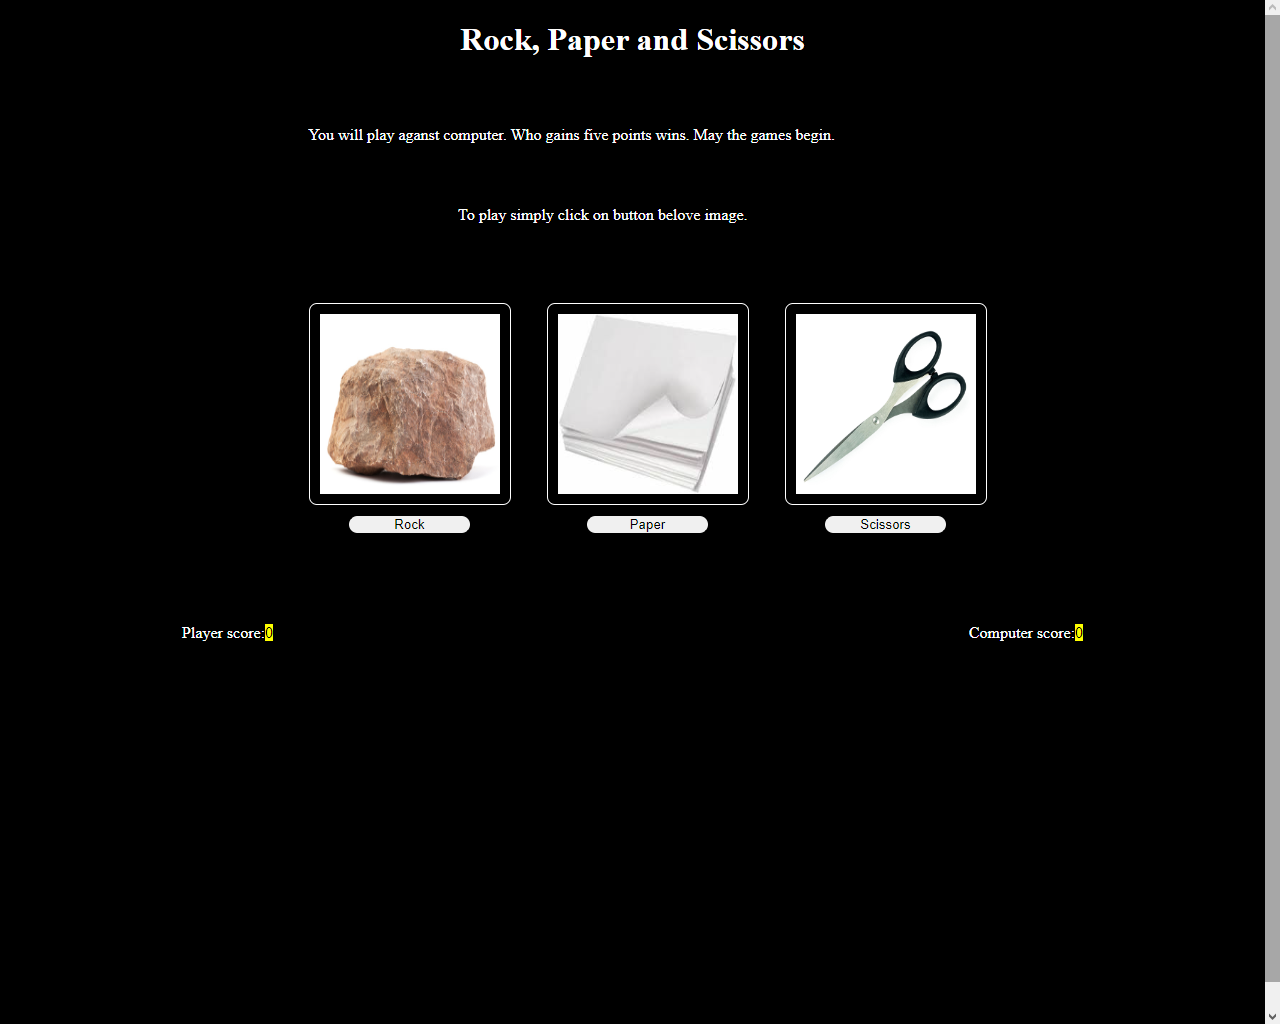 Rock, Paper and Scissors
You will play aganst computer. Who gains five points wins. May the games begin.
To play simply click on button belove image.
Rock
Paper
Scissors
Player score:0
Computer score:0